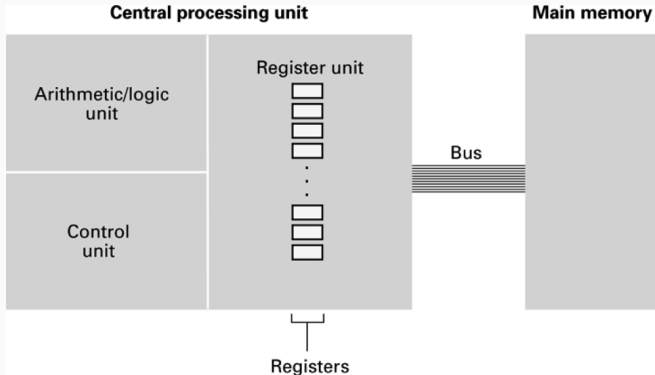 Central processing unit
Main memory
Arithmetic/logic
unit
Register unit
Bus
Control
unit
Registers